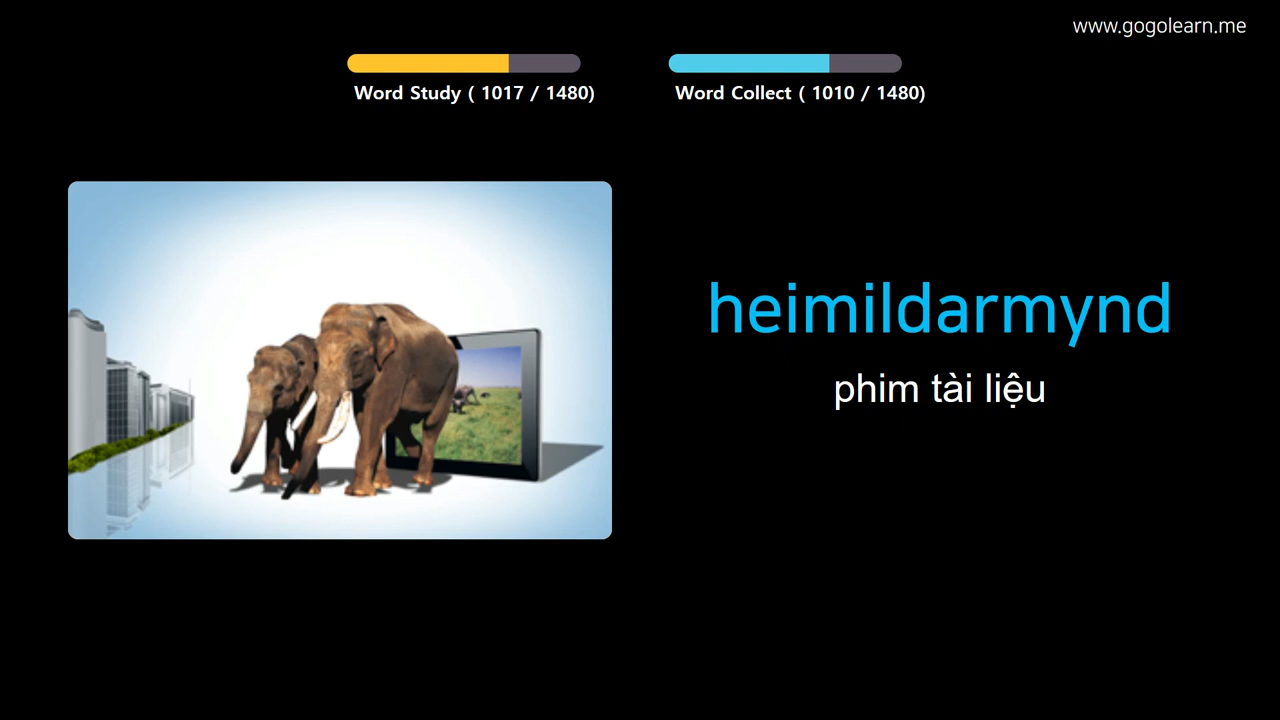 www.gogolearn.me
Word Study ( 1017 / 1480)
Word Collect ( 1010 / 1480)
heimildarmynd
phim tài liệu